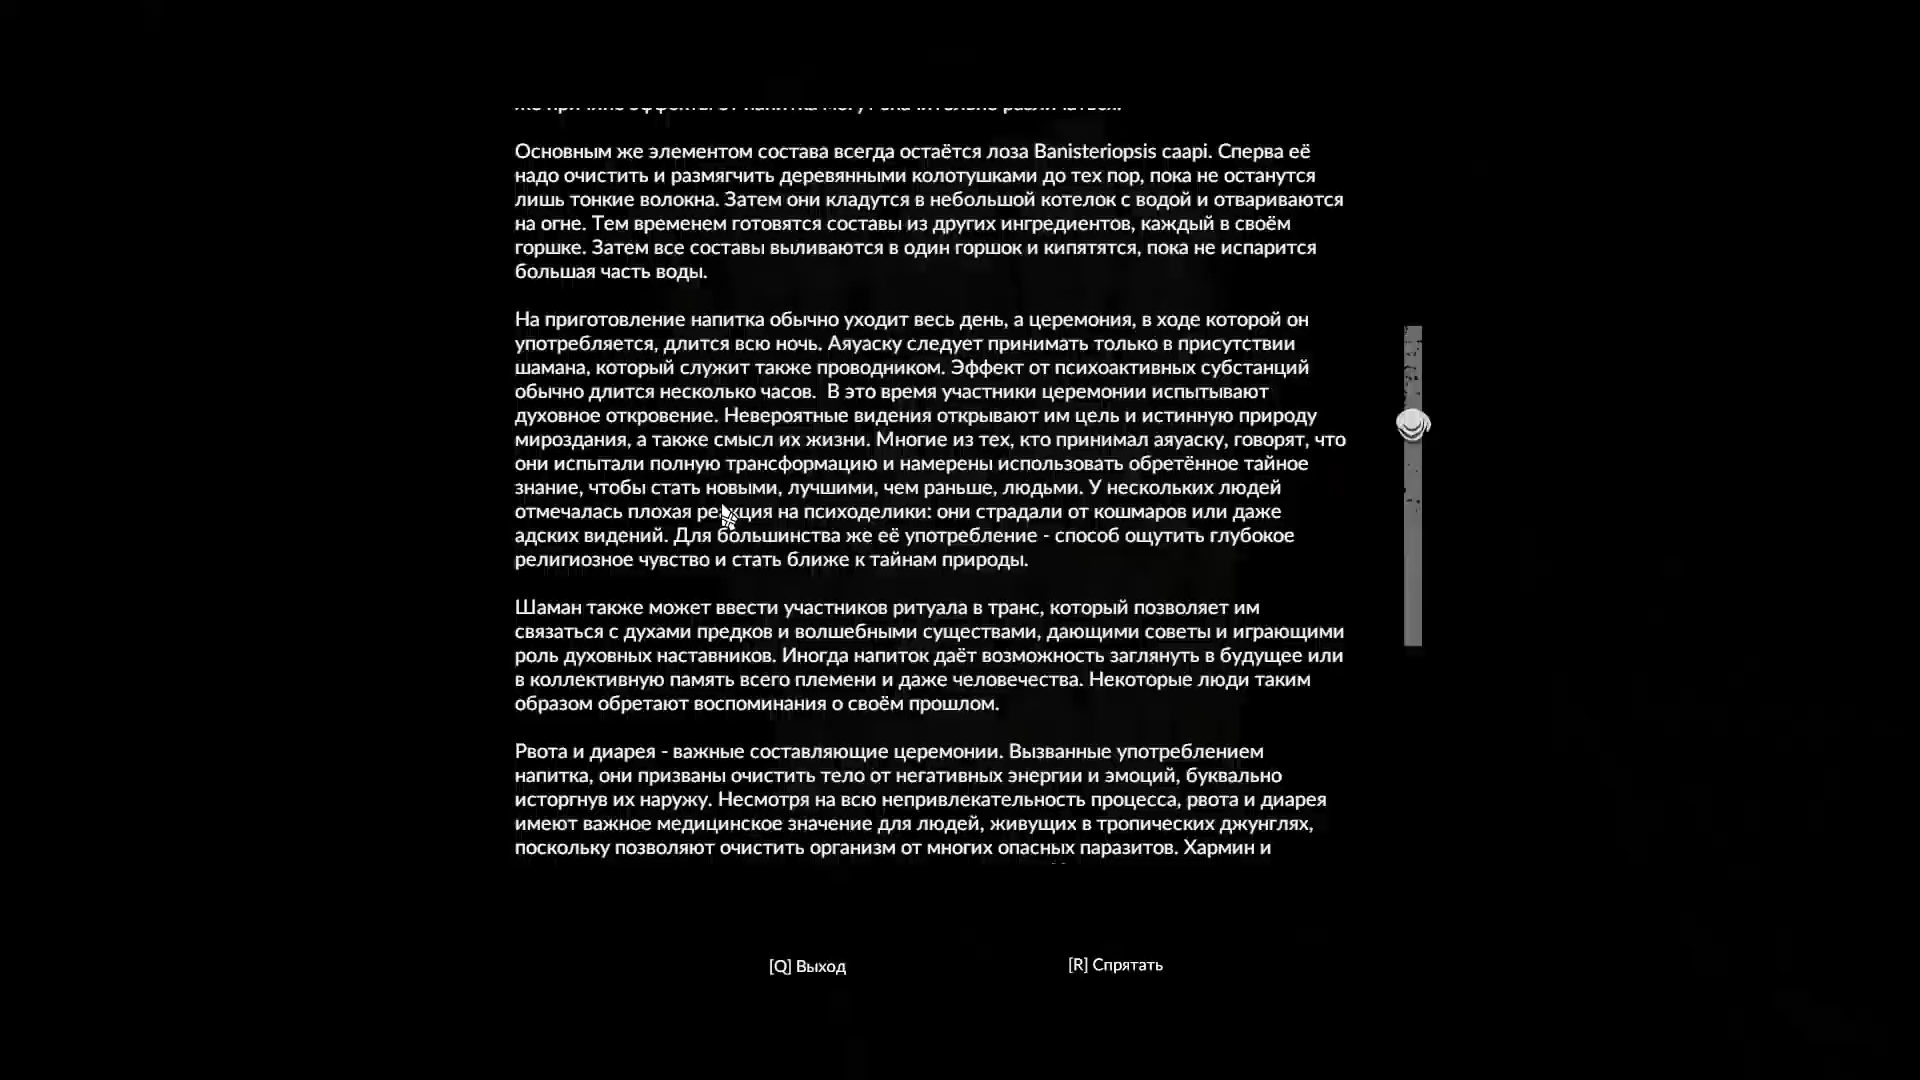 Основным же элементом состава всегда остаётся лоза Banisteriopsis caapi. Сперва её
надо очистить и размягчить деревянными колотушками до тех пор, пока не останутся
лишь тонкие волокна. Затем они кладутся в небольшой котелок с водой и отвариваются
на огне. Тем временем готовятся составы из других ингредиентов, каждый в своём
горшке. Затем все составы выливаются в один горшок и кипятятся, пока не испарится
большая часть воды.
На приготовление напитка обычно уходит весь день, а церемония, в ходе которой он
употребляется, длится всю ночь. Аяуаску следует принимать только в присутствии
шамана, который служит также проводником. Эффект от психоактивных субстанций
обычно длится несколько часов.  В это время участники церемонии испытывают
духовное откровение. Невероятные видения открывают им цель и истинную природу
мироздания, а также смысл их жизни. Многие из тех, кто принимал аяуаску, говорят, что
они испытали полную трансформацию и намерены использовать обретённое тайное
знание, чтобы стать новыми, лучшими, чем раньше, людьми. У нескольких людей
отмечалась плохая реакция на психоделики: они страдали от кошмаров или даже
адских видений. Для большинства же её употребление - способ ощутить глубокое
религиозное чувство и стать ближе к тайнам природы.
Шаман также может ввести участников ритуала в транс, который позволяет им
связаться с духами предков и волшебными существами, дающими советы и играющими
роль духовных наставников. Иногда напиток даёт возможность заглянуть в будущее или
в коллективную память всего племени и даже человечества. Некоторые люди таким
образом обретают воспоминания о своём прошлом.
Рвота и диарея - важные составляющие церемонии. Вызванные употреблением
напитка, они призваны очистить тело от негативных энергии и эмоций, буквально
исторгнув их наружу. Несмотря на всю непривлекательность процесса, рвота и диарея
имеют важное медицинское значение для людей, живущих в тропических джунглях,
поскольку позволяют очистить организм от многих опасных паразитов. Хармин и
[Q] Выход
[R] Спрятать